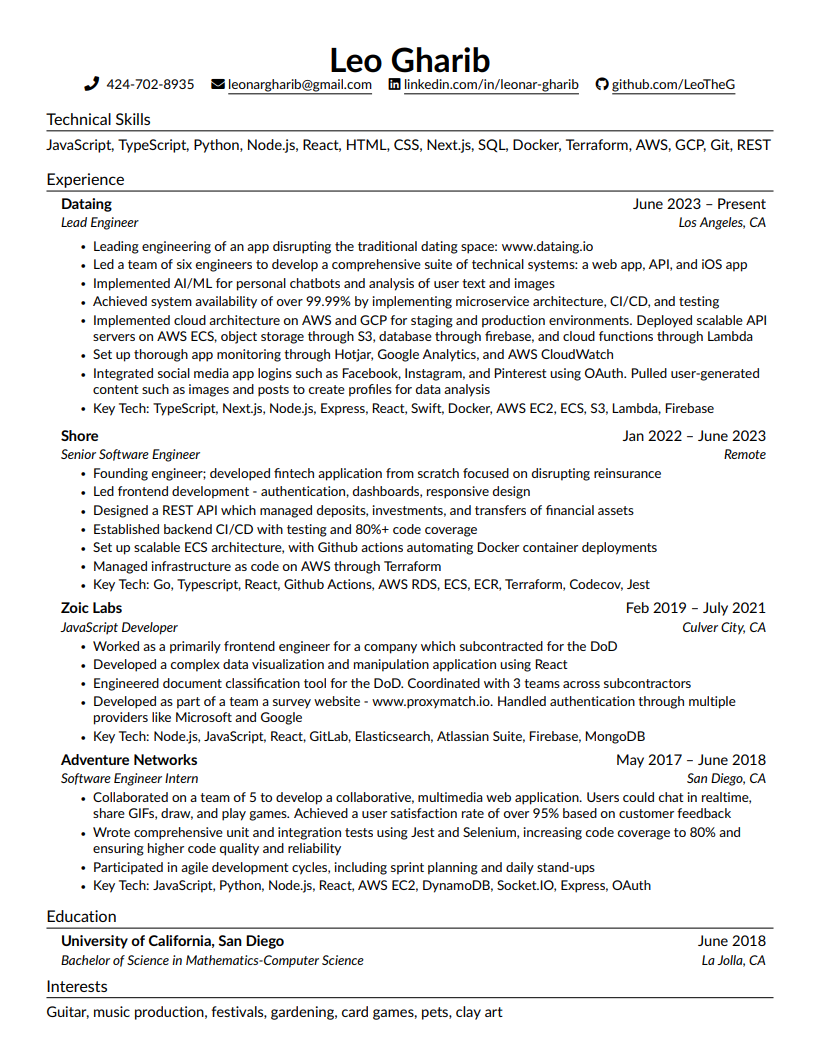 Leo Gharib
424-702-8935 leonargharib@gmail.com linkedin.com/in/leonar-gharib github.com/LeoTheG
Technical Skills
JavaScript, TypeScript, Python, Node.js, React, HTML, CSS, Next.js, SQL, Docker, Terraform, AWS, GCP, Git, REST
Experience
Dataing June 2023 – Present
Lead Engineer Los Angeles, CA
• Leading engineering of an app disrupting the traditional dating space: www.dataing.io
• Led a team of six engineers to develop a comprehensive suite of technical systems: a web app, API, and iOS app
• Implemented AI/ML for personal chatbots and analysis of user text and images
• Achieved system availability of over 99.99% by implementing microservice architecture, CI/CD, and testing
• Implemented cloud architecture on AWS and GCP for staging and production environments. Deployed scalable API
servers on AWS ECS, object storage through S3, database through firebase, and cloud functions through Lambda
• Set up thorough app monitoring through Hotjar, Google Analytics, and AWS CloudWatch
• Integrated social media app logins such as Facebook, Instagram, and Pinterest using OAuth. Pulled user-generated
content such as images and posts to create profiles for data analysis
• Key Tech: TypeScript, Next.js, Node.js, Express, React, Swift, Docker, AWS EC2, ECS, S3, Lambda, Firebase
Shore Jan 2022 – June 2023
Senior Software Engineer Remote
• Founding engineer; developed fintech application from scratch focused on disrupting reinsurance
• Led frontend development - authentication, dashboards, responsive design
• Designed a REST API which managed deposits, investments, and transfers of financial assets
• Established backend CI/CD with testing and 80%+ code coverage
• Set up scalable ECS architecture, with Github actions automating Docker container deployments
• Managed infrastructure as code on AWS through Terraform
• Key Tech: Go, Typescript, React, Github Actions, AWS RDS, ECS, ECR, Terraform, Codecov, Jest
Zoic Labs Feb 2019 – July 2021
JavaScript Developer Culver City, CA
• Worked as a primarily frontend engineer for a company which subcontracted for the DoD
• Developed a complex data visualization and manipulation application using React
• Engineered document classification tool for the DoD. Coordinated with 3 teams across subcontractors
• Developed as part of a team a survey website - www.proxymatch.io. Handled authentication through multiple
providers like Microsoft and Google
• Key Tech: Node.js, JavaScript, React, GitLab, Elasticsearch, Atlassian Suite, Firebase, MongoDB
Adventure Networks May 2017 – June 2018
Software Engineer Intern San Diego, CA
• Collaborated on a team of 5 to develop a collaborative, multimedia web application. Users could chat in realtime,
share GIFs, draw, and play games. Achieved a user satisfaction rate of over 95% based on customer feedback
• Wrote comprehensive unit and integration tests using Jest and Selenium, increasing code coverage to 80% and
ensuring higher code quality and reliability
• Participated in agile development cycles, including sprint planning and daily stand-ups
• Key Tech: JavaScript, Python, Node.js, React, AWS EC2, DynamoDB, Socket.IO, Express, OAuth
Education
University of California, San Diego June 2018
Bachelor of Science in Mathematics-Computer Science La Jolla, CA
Interests
Guitar, music production, festivals, gardening, card games, pets, clay art